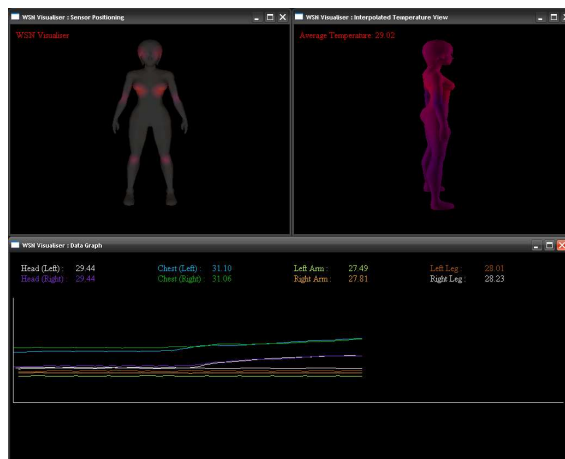 WSN Visualiser : Sensor Positioning
WSN Visualiser
WSN Visualiser : Interpolated Temperature View
Average Temperature 29.02
WSN Visualiser : Data Graph
Head (Left) : 29.44 Chest (Left) : 31.10 Left Arm : 27.49 Left Leg : 28.01
Head (Right) : 29.44 Chest (Right) : 31.06 Right Arm : 27.81 Right Leg : 28.23